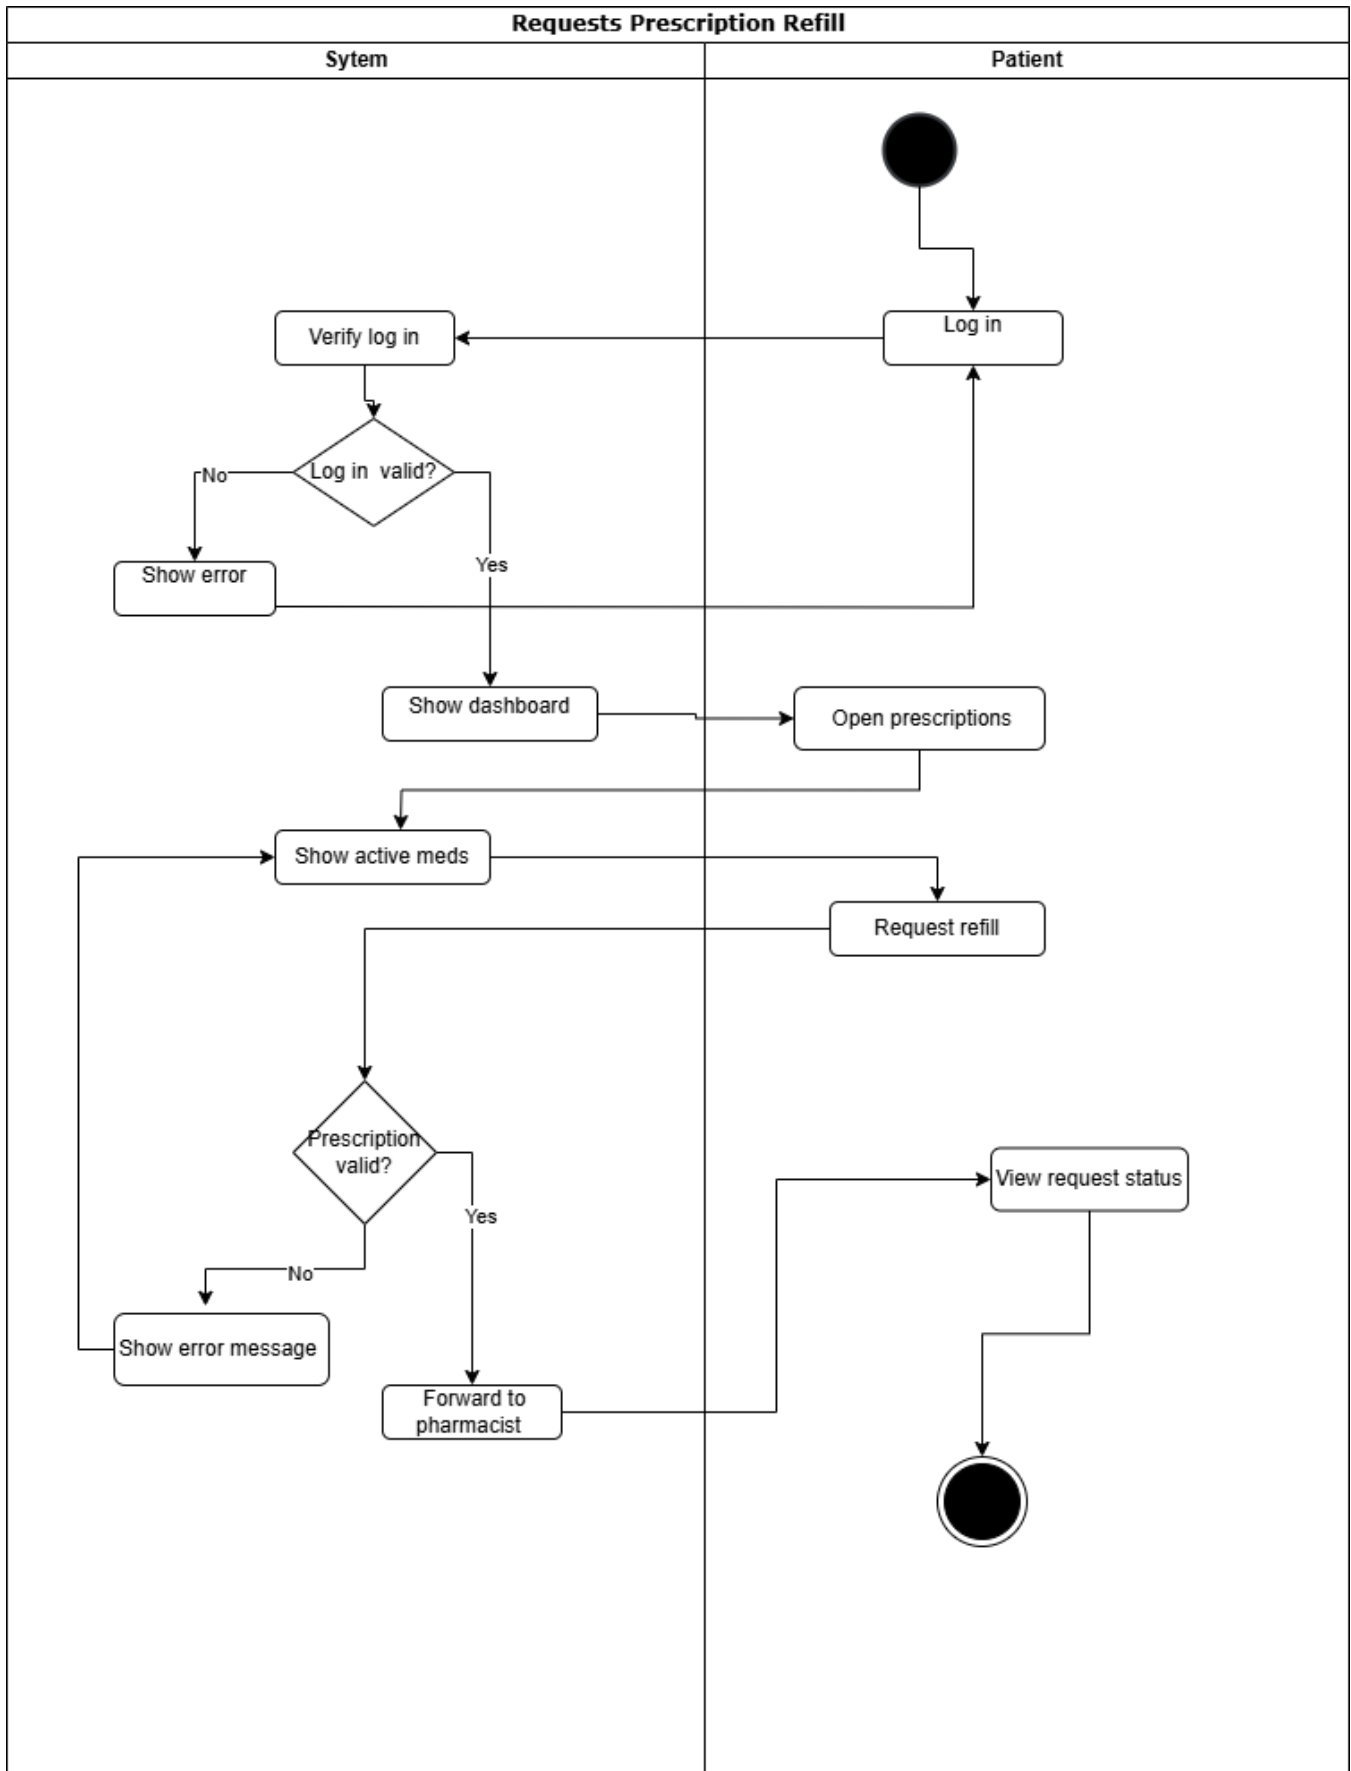 Requests Prescription Refill
Sytem
Patient
Log in
Verify log in
Log in  valid?
No
Yes
Show error
Show dashboard
Open prescriptions
Show active meds
Request refill
Prescription
valid?
Yes
No
View request status
Show error message
Forward to
pharmacist